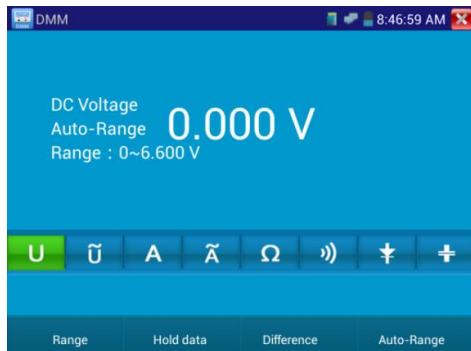 DMM
8:46:59 AM
DC Voltage
Auto-Range
0.000 V
Range : 0~6.600 V
U Ũ A Ã Ω
Range Hold data Difference Auto-Range